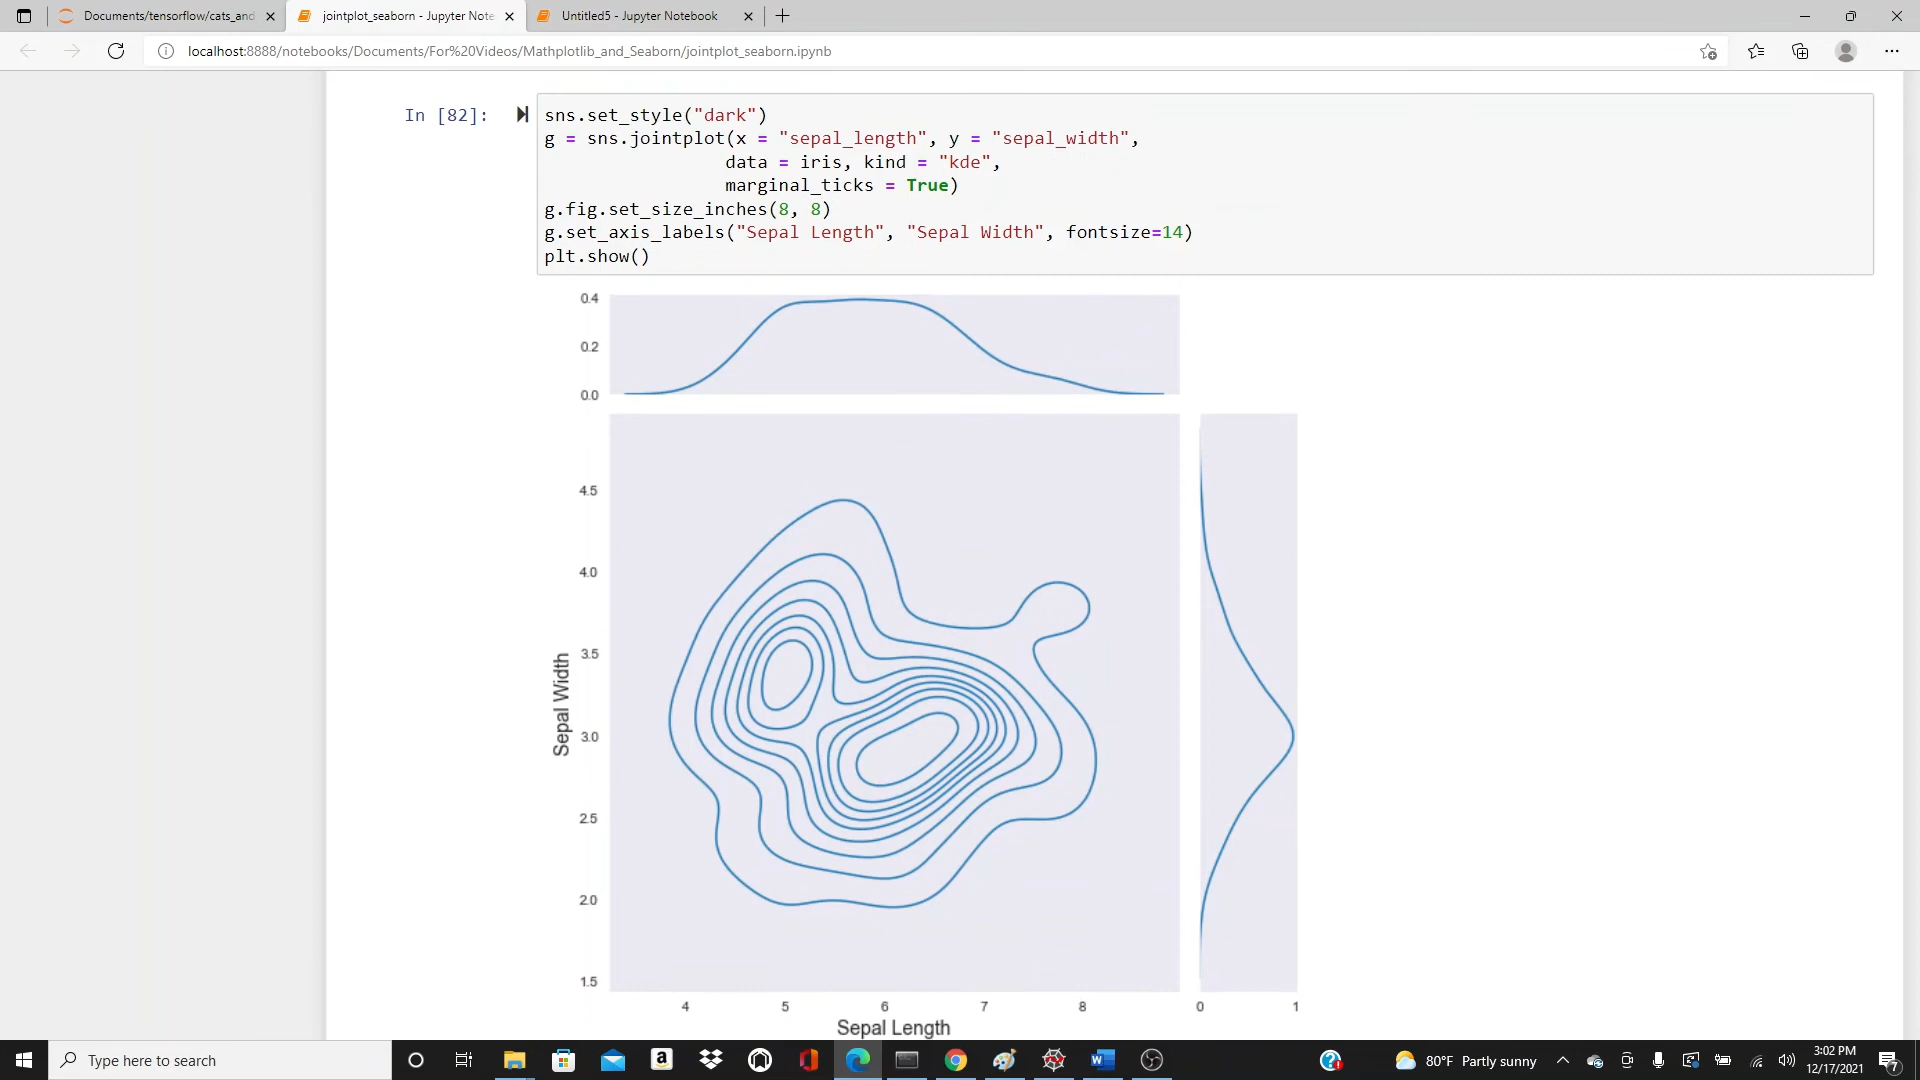 Documents/tensorflow/cats_and
jointplot_seaborn - Jupyter Note
Untitled5 - Jupyter Notebook
localhost:8888/notebooks/Documents/For%20Videos/Mathplotlib_and_Seaborn/jointplot_seaborn.ipynb
In [82]:
sns.set_style("dark")
g = sns.jointplot(x = "sepal_length", y = "sepal_width",
data = iris, kind = "kde",
marginal_ticks = True)
g.fig.set_size_inches(8, 8)
g.set_axis_labels("Sepal Length", "Sepal Width", fontsize=14)
plt.show()
0.4
0.2
0.0
4.5
4.0
3.5
3.0
2.5
2.0
1.5
Sepal Width
4 5 6 7 8
0 1
Sepal Length
Type here to search
80°F Partly sunny
3:02 PM
12/17/2021
7